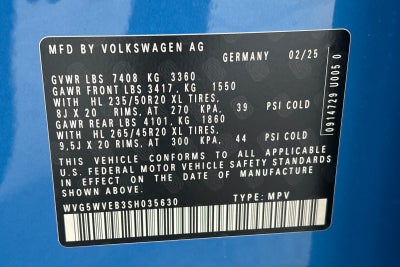 MFD BY VOLKSWAGEN AG GERMANY 02/25
GVWR LBS 7408 KG 3360
GAWR FRONT LBS 3417, KG 1550
WITH HL 235/50R20 XL TIRES,
8J X 20 RIMS, AT 270 KPA, 39 PSI COLD
GAWR REAR LBS 4101 KG 1860
WITH HL 265/45R20 XL TIRES,
9,5J X 20 RIMS, AT 300 KPA, 44 PSI COLD
THIS VEHICLE CONFORMS TO ALL APPLICABLE
U.S. FEDERAL MOTOR VEHICLE SAFETY STANDARDS
IN EFFECT ON THE DATE OF MANUFACTURE
SHOWN ABOVE.
WVG5WVEB3SH035630 TYPE: MPV
0914729 U005 0